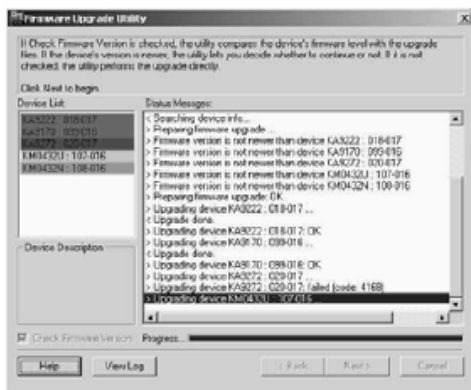 Firmware Upgrade Utility
If Check Firmware Version is checked, the utility compares the device's firmware level with the upgrade
files. If the device's version is newer, the utility lets you decide whether to continue or not. If it is not
checked, the utility performs the upgrade directly.
Click Next to begin.
Device List:
KA9222 : 018-017
KA9170 : 099-016
KA9272 : 020-017
KM0432U : 107-016
KM0432N : 108-016
Device Description
Status Messages:
< Searching device info...
> Preparing firmware upgrade...
> Firmware version is not newer than device KA9222 : 018-017
> Firmware version is not newer than device KA9170 : 099-016
> Firmware version is not newer than device KA9272 : 020-017
> Firmware version is not newer than device KM0432U : 107-016
> Firmware version is not newer than device KM0432N : 108-016
> Preparing firmware upgrade: OK
> Upgrading device KA9222 : 018-017 ...
< Upgrade done.
> Upgrading device KA9222 : 018-017: OK
> Upgrading device KA9170 : 099-016 ...
< Upgrade done.
> Upgrading device KA9170 : 099-016: OK
> Upgrading device KA9272 : 020-017 ...
> Upgrading device KA9272 : 020-017: failed (code: 4168)
> Upgrading device KM0432U : 107-016
Check Firmware Version
Progress...
Help
View Log
< Back
Next >
Cancel